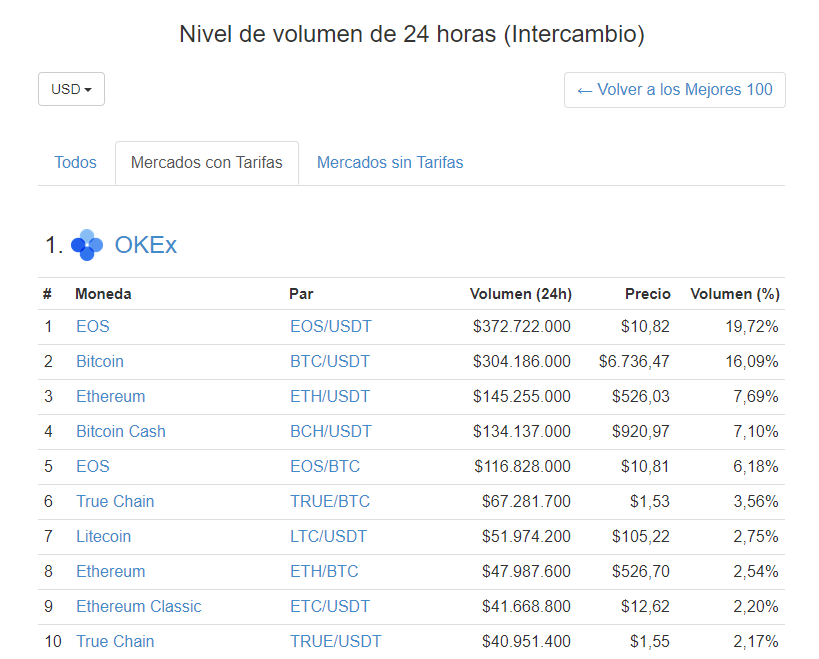 Nivel de volumen de 24 horas (Intercambio)
USD
← Volver a los Mejores 100
Todos Mercados con Tarifas Mercados sin Tarifas
1. OKEx
# Moneda Par Volumen (24h) Precio Volumen (%)
1 EOS EOS/USDT $372.722.000 $10,82 19,72%
2 Bitcoin BTC/USDT $304.186.000 $6.736,47 16,09%
3 Ethereum ETH/USDT $145.255.000 $526,03 7,69%
4 Bitcoin Cash BCH/USDT $134.137.000 $920,97 7,10%
5 EOS EOS/BTC $116.828.000 $10,81 6,18%
6 True Chain TRUE/BTC $67.281.700 $1,53 3,56%
7 Litecoin LTC/USDT $51.974.200 $105,22 2,75%
8 Ethereum ETH/BTC $47.987.600 $526,70 2,54%
9 Ethereum Classic ETC/USDT $41.668.800 $12,62 2,20%
10 True Chain TRUE/USDT $40.951.400 $1,55 2,17%